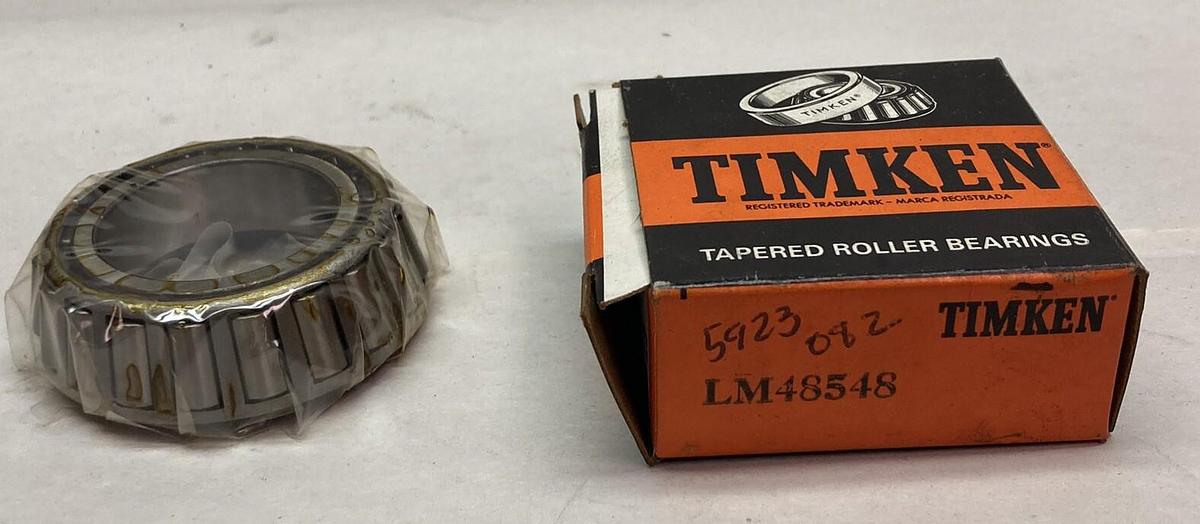 TIMKEN®
TIMKEN®
REGISTERED TRADEMARK – MARCA REGISTRADA
TAPERED ROLLER BEARINGS
TIMKEN®
5923
082
LM48548